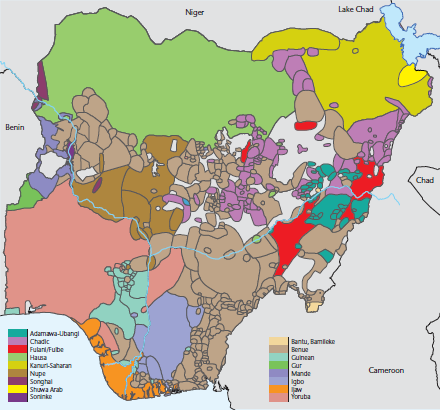 Niger
Lake Chad
Benin
Chad
Cameroon
Adamawa-Ubangi
Chadic
Fulani/Fulbe
Hausa
Kanuri-Saharan
Nupe
Songhai
Shuwa Arab
Soninke
Bantu, Bamileke
Benue
Guinean
Gur
Mande
Igbo
Ijaw
Yoruba